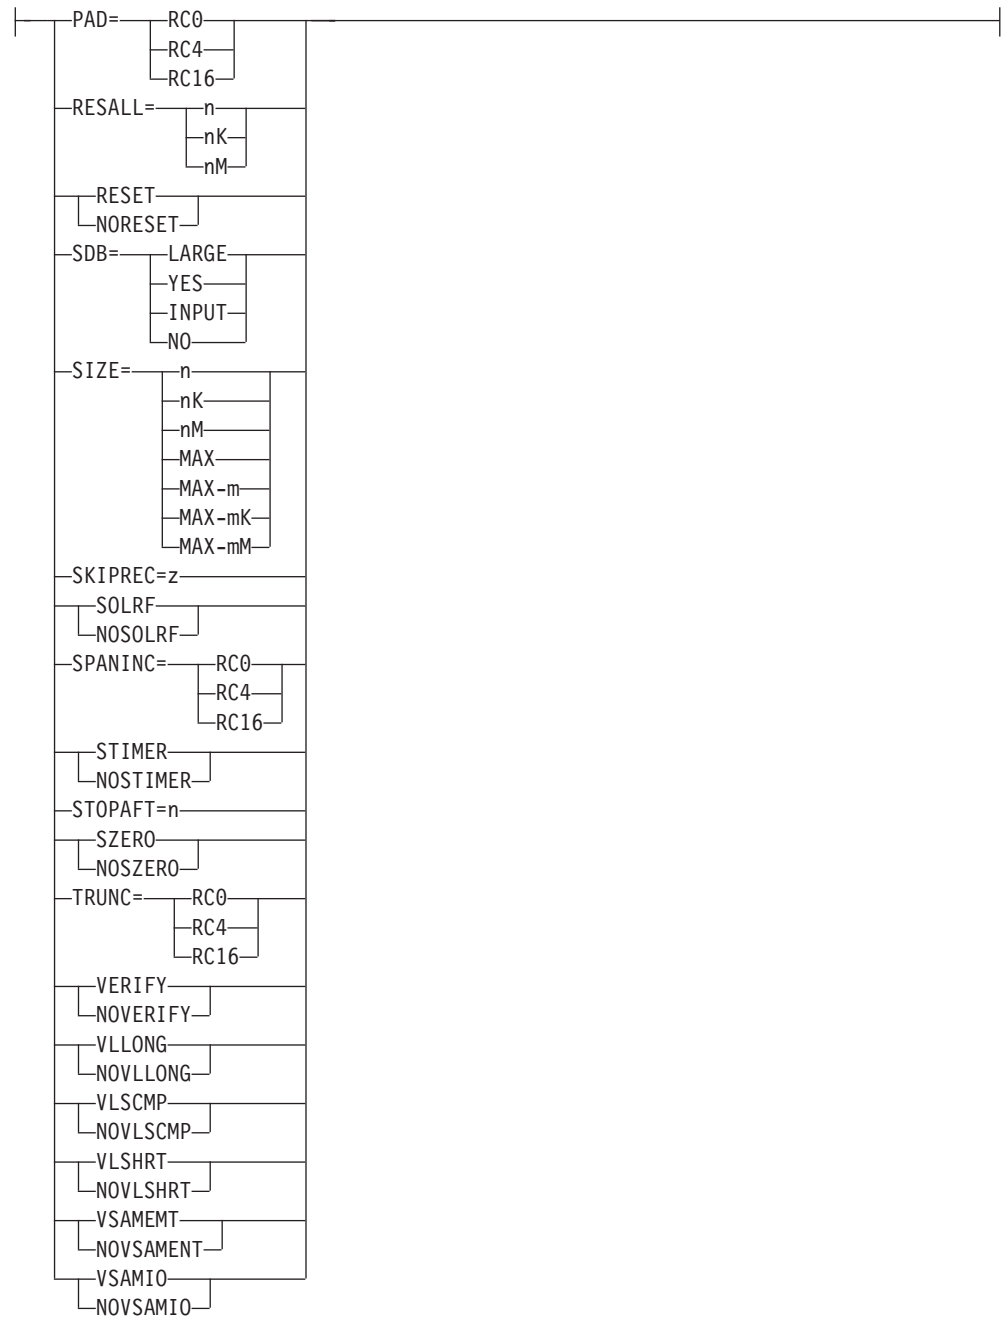 PAD= RC0
RC4
RC16
RESALL= n
nK
nM
RESET
NORESET
SDB= LARGE
YES
INPUT
NO
SIZE= n
nK
nM
MAX
MAX-m
MAX-mK
MAX-mM
SKIPREC=z
SOLRF
NOSOLRF
SPANINC= RC0
RC4
RC16
STIMER
NOSTIMER
STOPAFT=n
SZERO
NOSZERO
TRUNC= RC0
RC4
RC16
VERIFY
NOVERIFY
VLLONG
NOVLLONG
VLSCMP
NOVLSCMP
VLSHRT
NOVLSHRT
VSAMEMT
NOVSAMENT
VSAMIO
NOVSAMIO